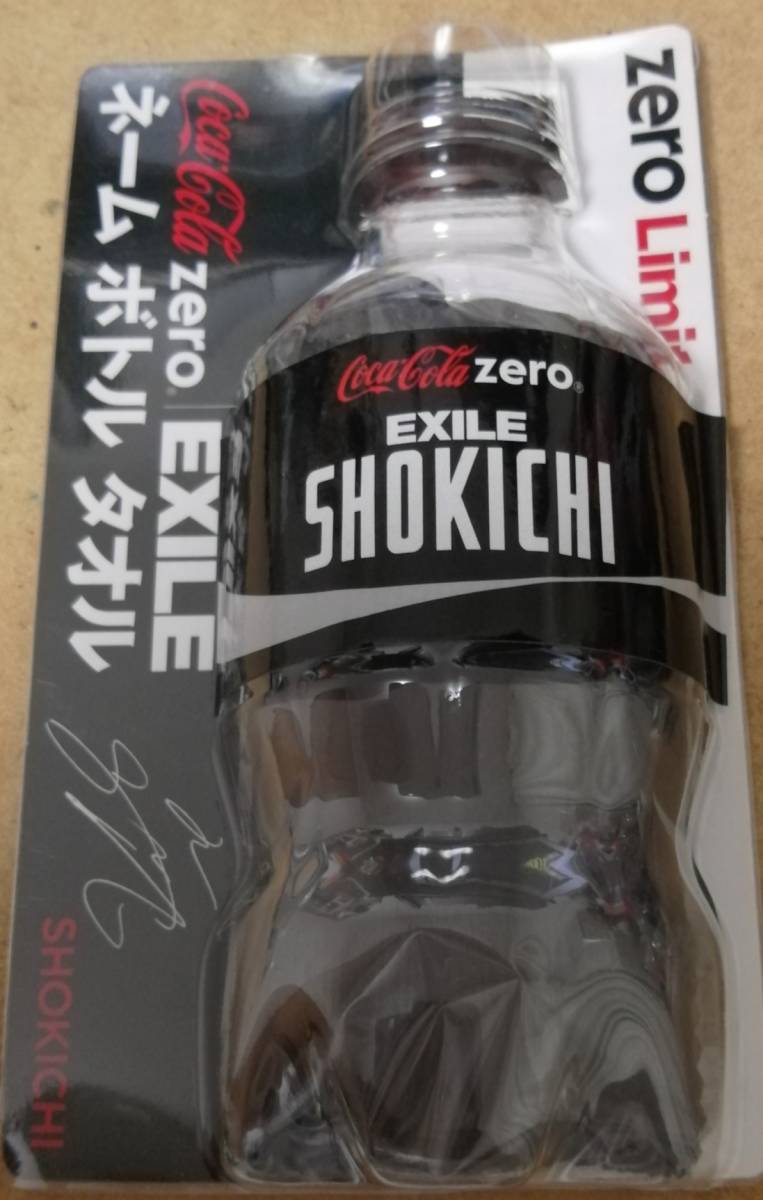 zero Limit
Coca-Cola zero
EXILE
SHOKICHI
Coca-Cola zero EXILE
ネーム ボトル タオル
SHOKICHI